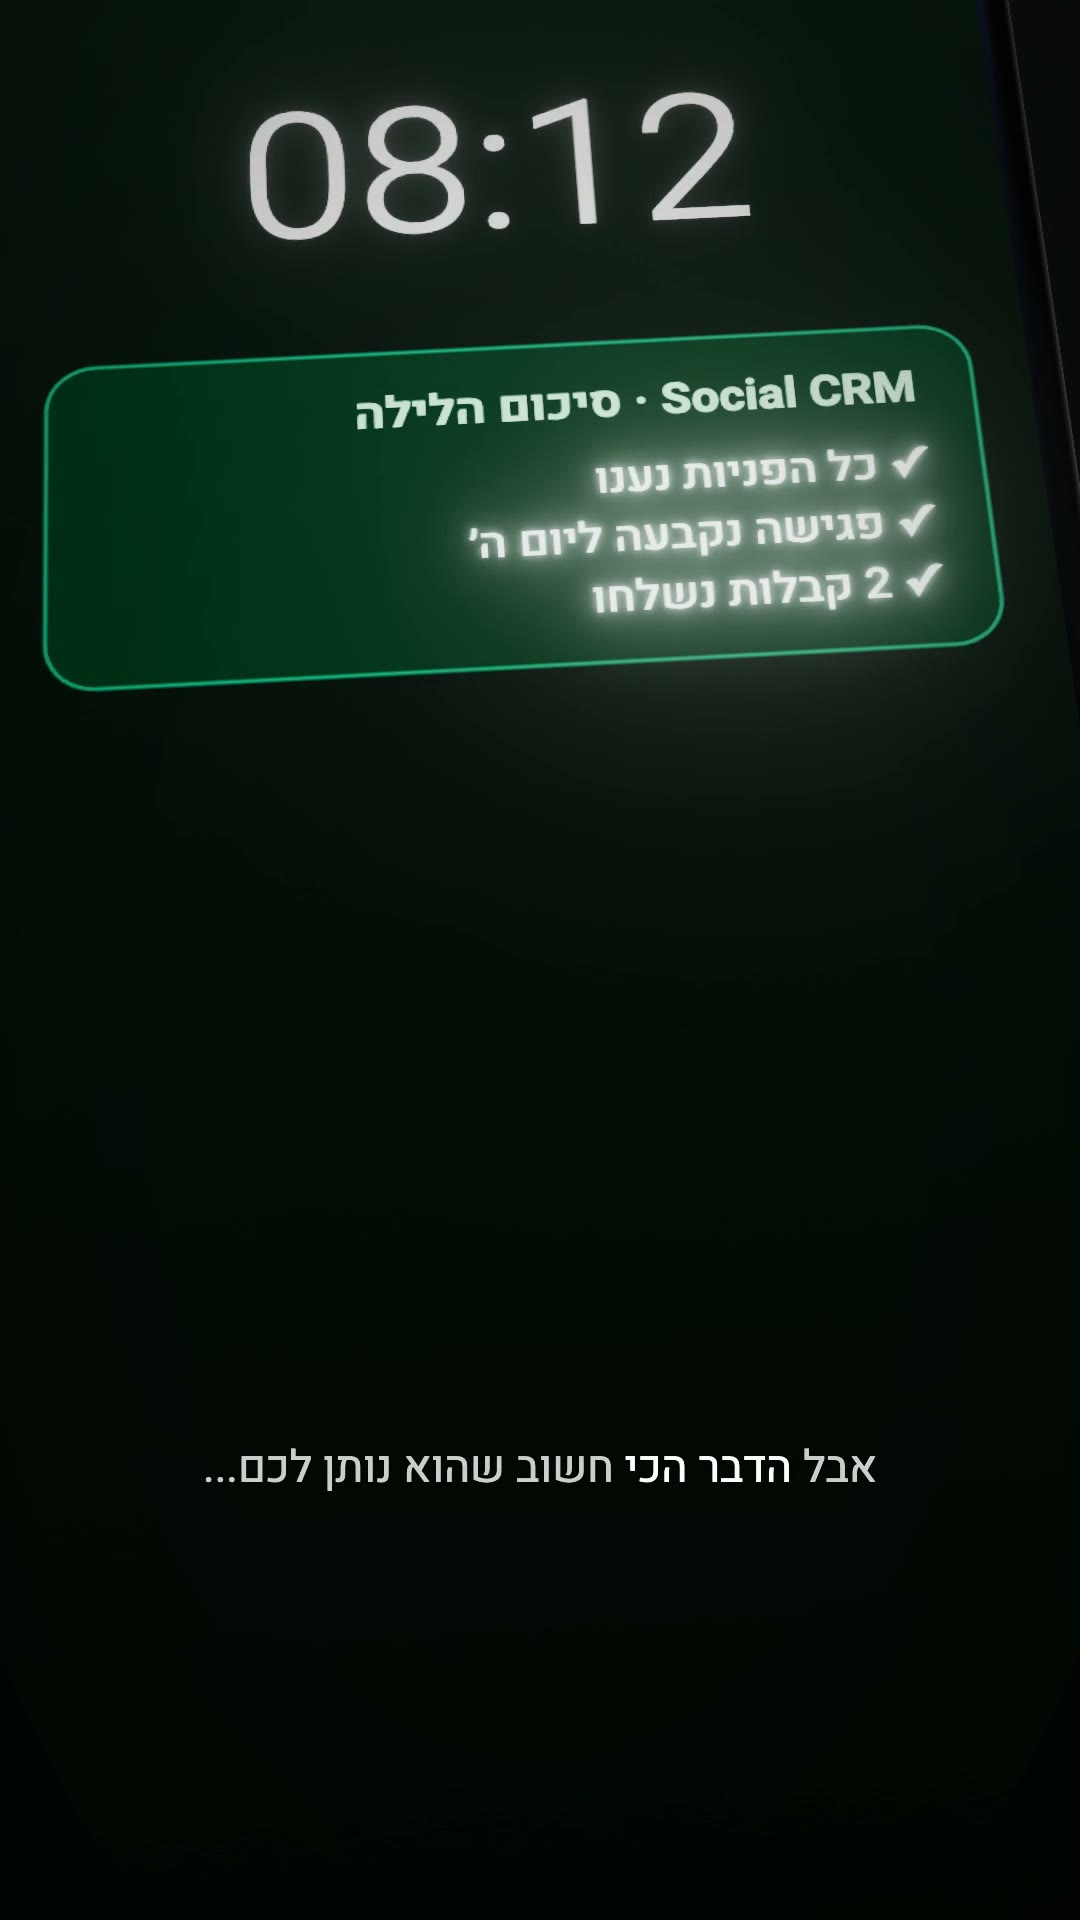 08:12
Social CRM · סיכום הלילה
✔ כל הפניות נענו
✔ פגישה נקבעה ליום ה׳
✔ 2 קבלות נשלחו
אבל הדבר הכי חשוב שהוא נותן לכם...